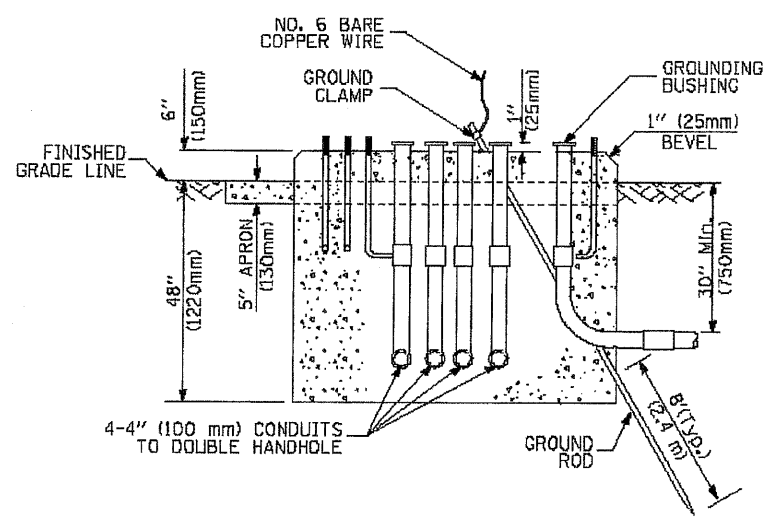 NO. 6 BARE
COPPER WIRE
GROUND
CLAMP
GROUNDING
BUSHING
6"
(150mm)
1"
(25mm)
1" (25mm)
BEVEL
FINISHED
GRADE LINE
48"
(1220mm)
5" APRON
(130mm)
30" Min.
(750mm)
4-4" (100 mm) CONDUITS
TO DOUBLE HANDHOLE
GROUND
ROD
8'(Typ.)
(2.4 m)